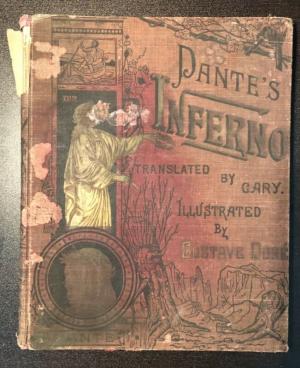 DANTE'S
INFERNO
TRANSLATED BY CARY.
ILLUSTRATED
BY
GUSTAVE DORÉ